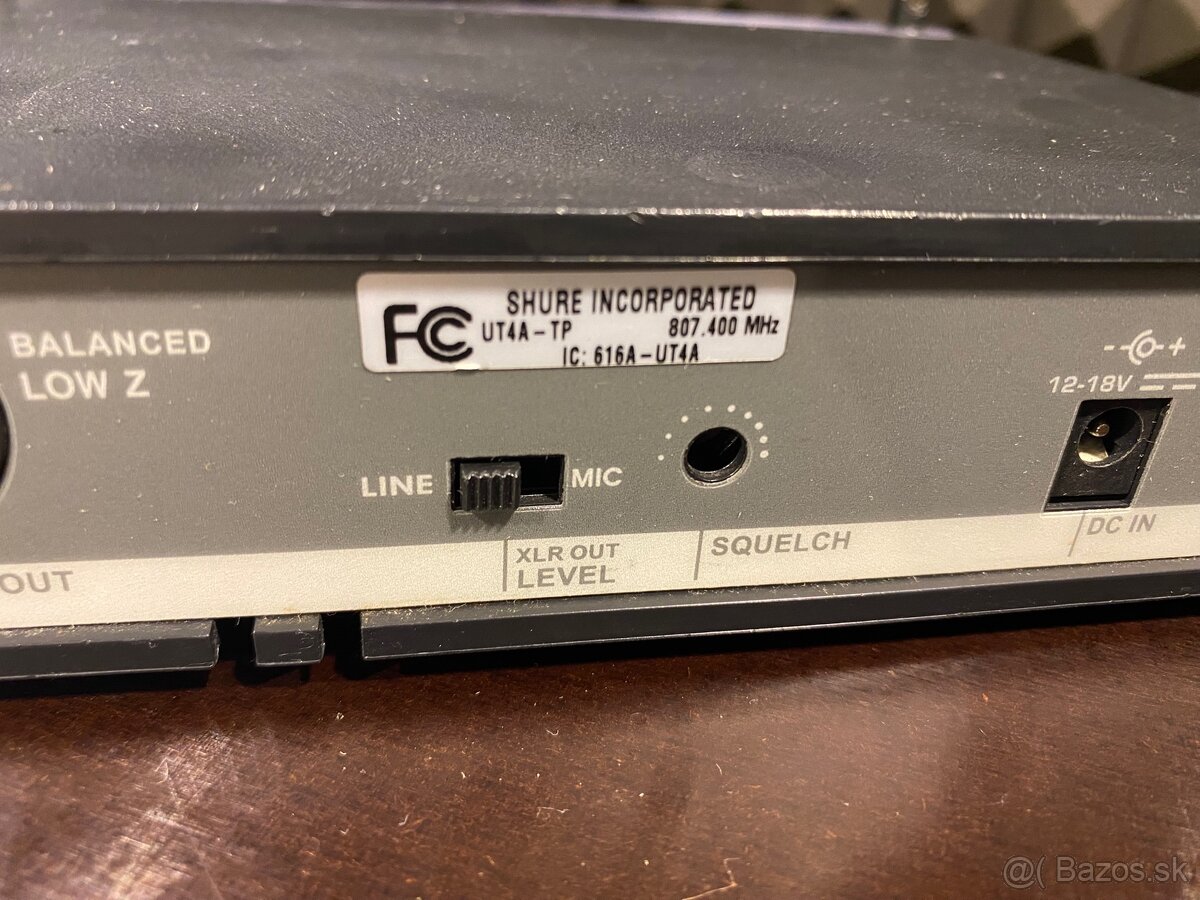 BALANCED
LOW Z
FC
SHURE INCORPORATED
UT4A-TP 807.400 MHz
IC: 616A-UT4A
12-18V
LINE
MIC
OUT
XLR OUT
LEVEL
SQUELCH
DC IN
@( Bazos.sk